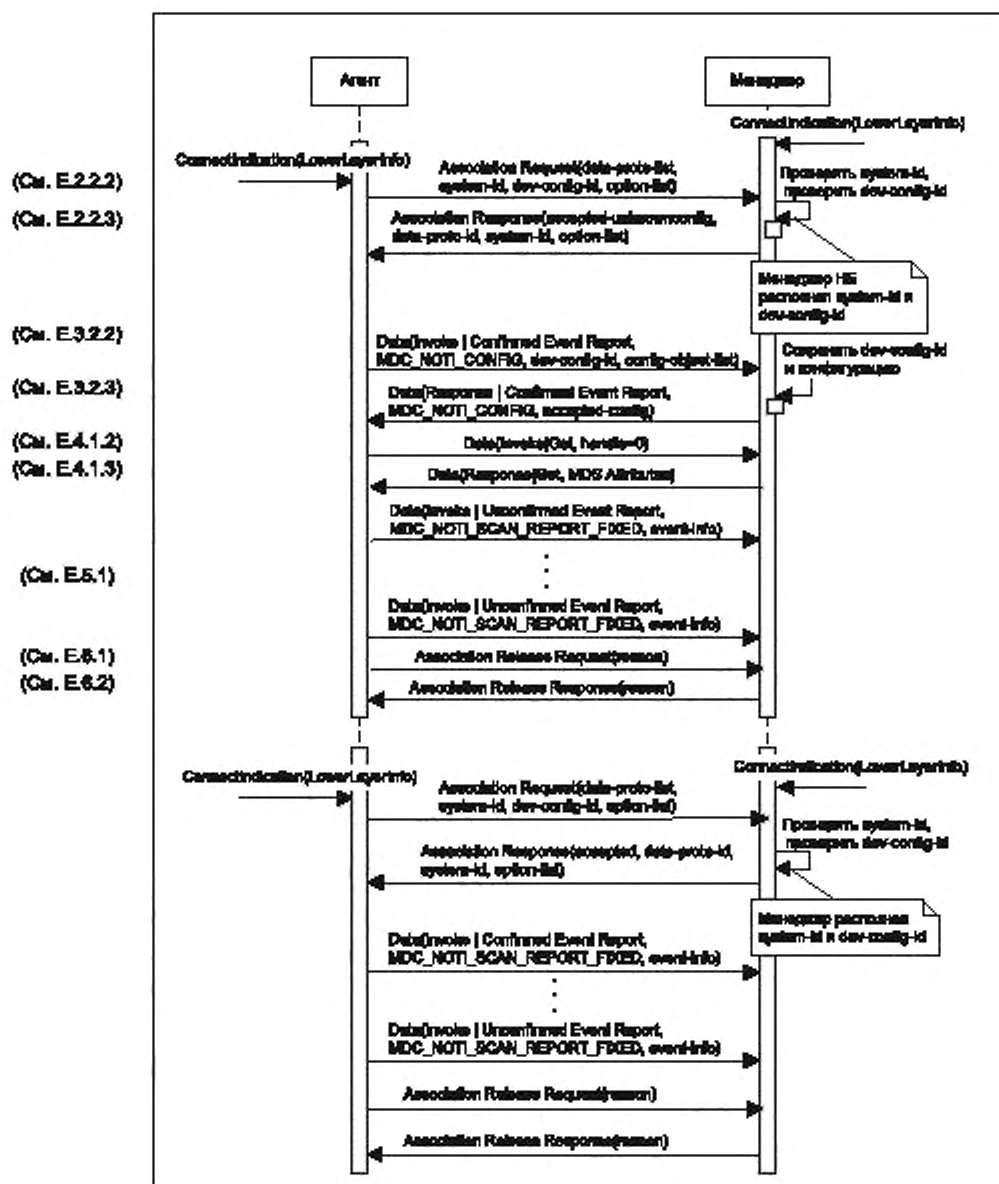 Агент
Менеджер
ConnectIndication(LowerLayerInfo)
ConnectIndication(LowerLayerInfo)
(См. E.2.2.2)
Association Request(data-proto-list,
system-id, dev-config-id, option-list)
Проверить system-id,
проверить dev-config-id
(См. E.2.2.3)
Association Response(accepted-unknownconfig,
data-proto-id, system-id, option-list)
Менеджер НЕ
распознал system-id и
dev-config-id
(См. E.3.2.2)
Data(Invoke | Confirmed Event Report,
MDC_NOTI_CONFIG, dev-config-id, config-object-list)
Сохранить dev-config-id
и конфигурацию
(См. E.3.2.3)
Data(Response | Confirmed Event Report,
MDC_NOTI_CONFIG, accepted-config)
(См. E.4.1.2)
Data(Invoke|Get, handle=0)
(См. E.4.1.3)
Data(Response|Get, MDS Attributes)
Data(Invoke | Unconfirmed Event Report,
MDC_NOTI_SCAN_REPORT_FIXED, event-info)
(См. E.5.1)
Data(Invoke | Unconfirmed Event Report,
MDC_NOTI_SCAN_REPORT_FIXED, event-info)
(См. E.6.1)
Association Release Request(reason)
(См. E.6.2)
Association Release Response(reason)
ConnectIndication(LowerLayerInfo)
ConnectIndication(LowerLayerInfo)
Association Request(data-proto-list,
system-id, dev-config-id, option-list)
Проверить system-id,
проверить dev-config-id
Association Response(accepted, data-proto-id,
system-id, option-list)
Менеджер распознал
system-id и dev-config-id
Data(Invoke | Confirmed Event Report,
MDC_NOTI_SCAN_REPORT_FIXED, event-info)
Data(Invoke | Unconfirmed Event Report,
MDC_NOTI_SCAN_REPORT_FIXED, event-info)
Association Release Request(reason)
Association Release Response(reason)